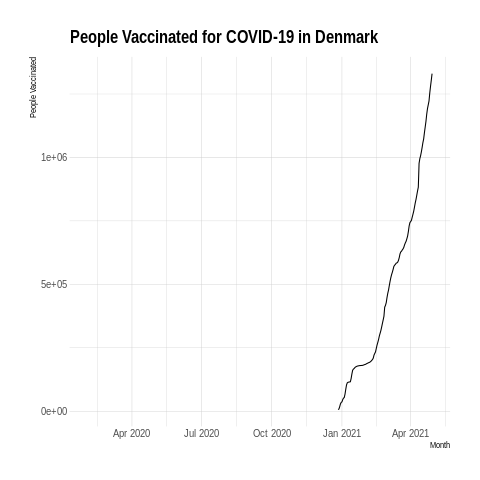 People Vaccinated for COVID-19 in Denmark
People Vaccinated
1e+06
5e+05
0e+00
Apr 2020 Jul 2020 Oct 2020 Jan 2021 Apr 2021
Month